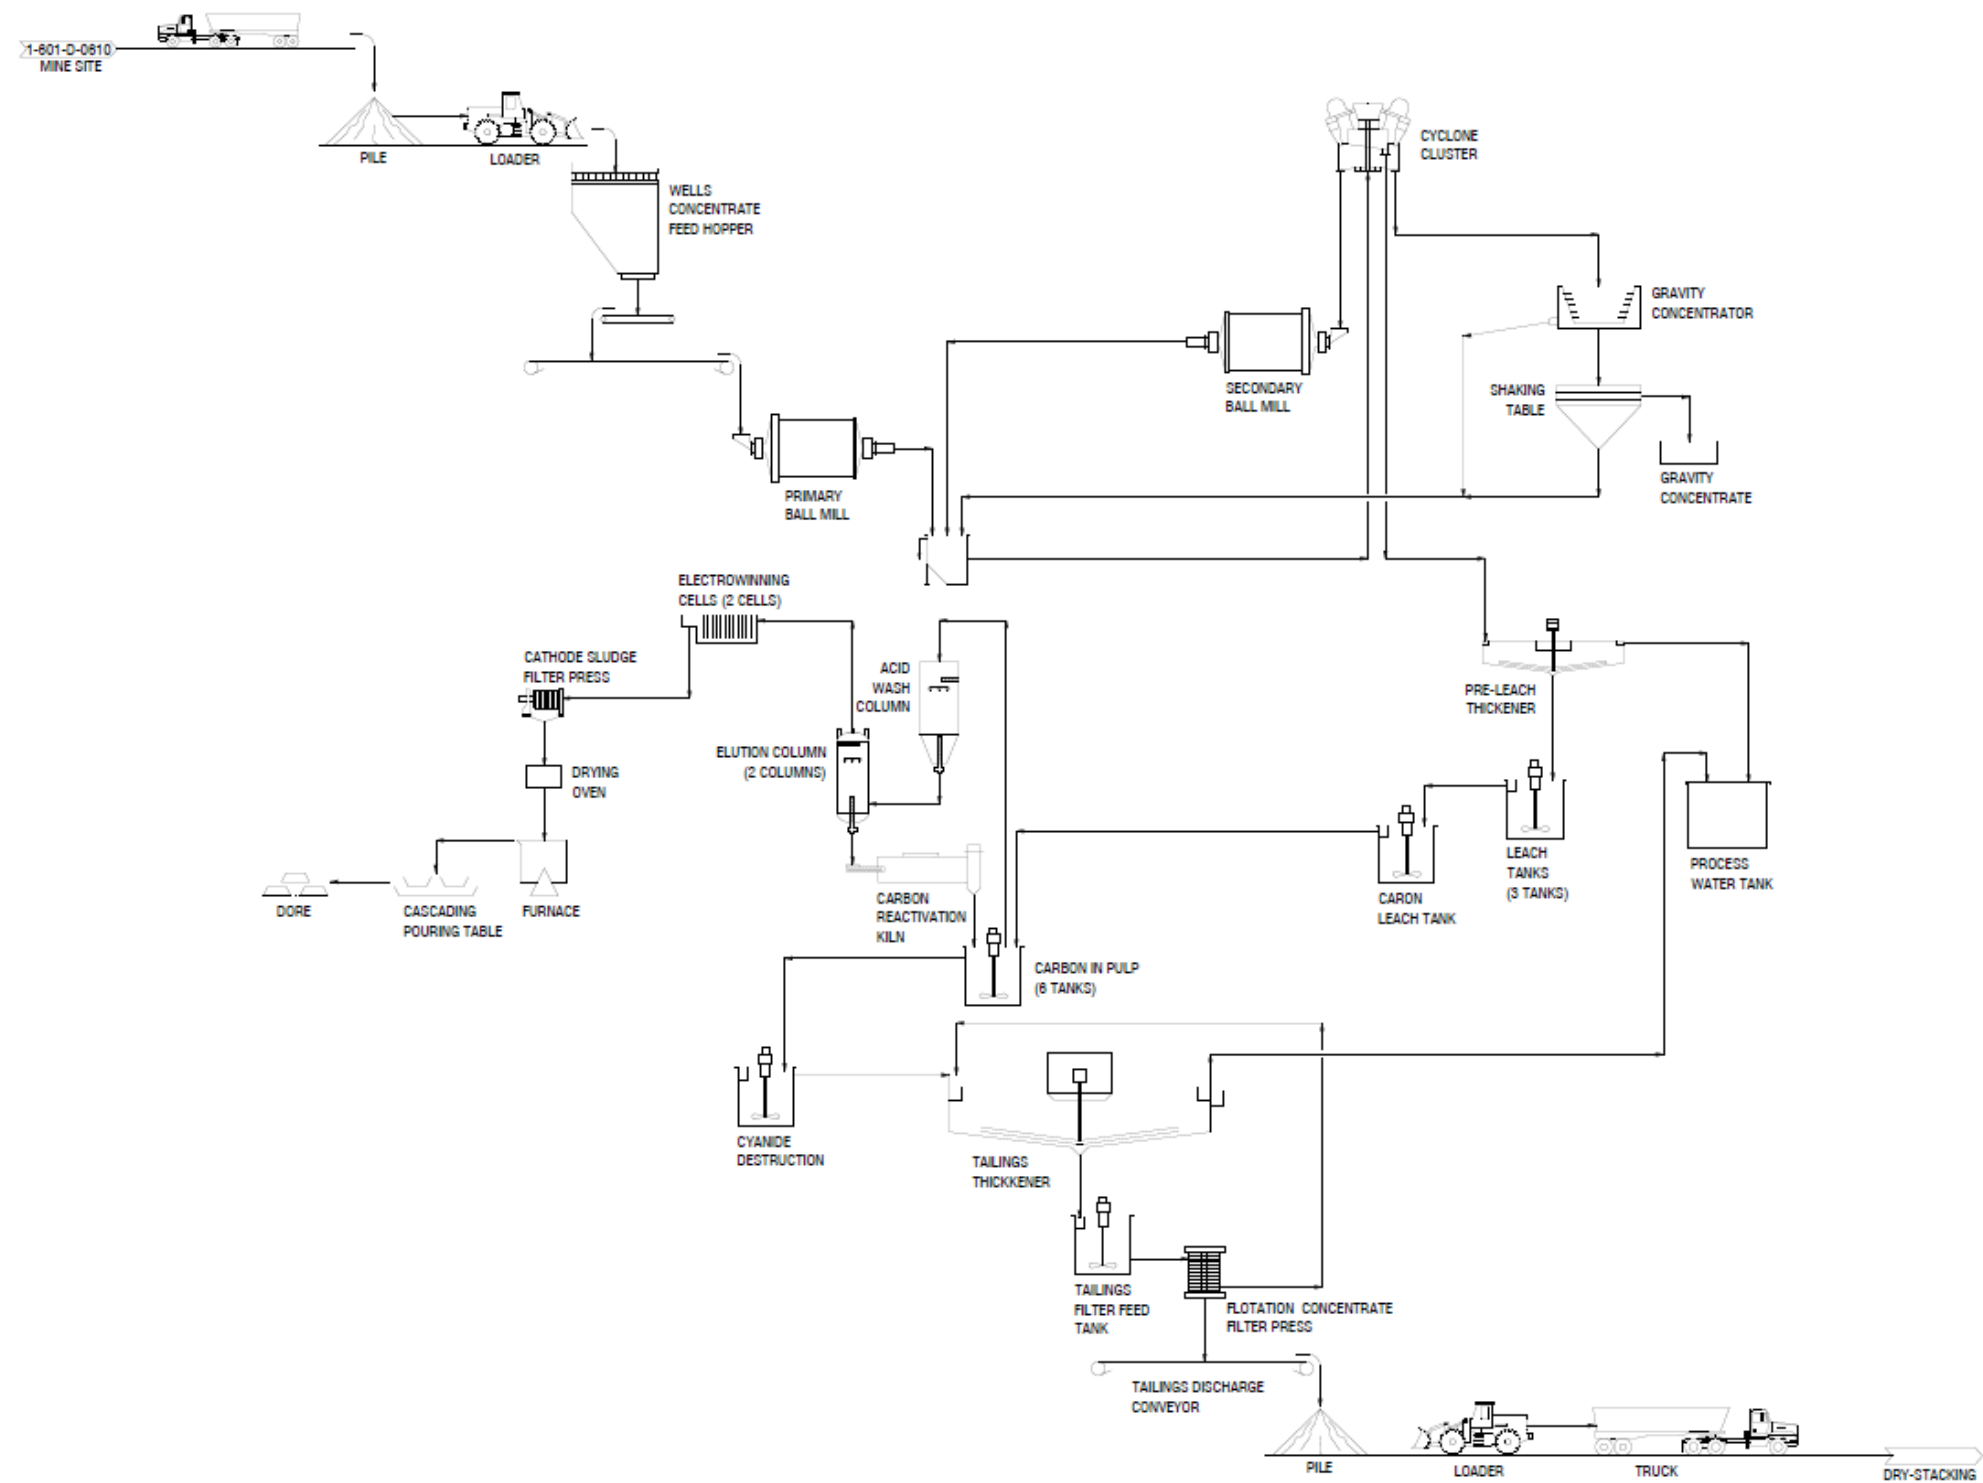 1-601-D-0610
MINE SITE
PILE
LOADER
WELLS
CONCENTRATE
FEED HOPPER
CYCLONE
CLUSTER
GRAVITY
CONCENTRATOR
SECONDARY
BALL MILL
SHAKING
TABLE
GRAVITY
CONCENTRATE
PRIMARY
BALL MILL
ELECTROWINNING
CELLS (2 CELLS)
CATHODE SLUDGE
FILTER PRESS
ACID
WASH
COLUMN
PRE-LEACH
THICKENER
ELUTION COLUMN
(2 COLUMNS)
DRYING
OVEN
LEACH
TANKS
(3 TANKS)
PROCESS
WATER TANK
CARON
LEACH TANK
CARBON
REACTIVATION
KILN
DORE
CASCADING
POURING TABLE
FURNACE
CARBON IN PULP
(6 TANKS)
CYANIDE
DESTRUCTION
TAILINGS
THICKKENER
TAILINGS
FILTER FEED
TANK
FLOTATION CONCENTRATE
FILTER PRESS
TAILINGS DISCHARGE
CONVEYOR
PILE
LOADER
TRUCK
DRY-STACKING